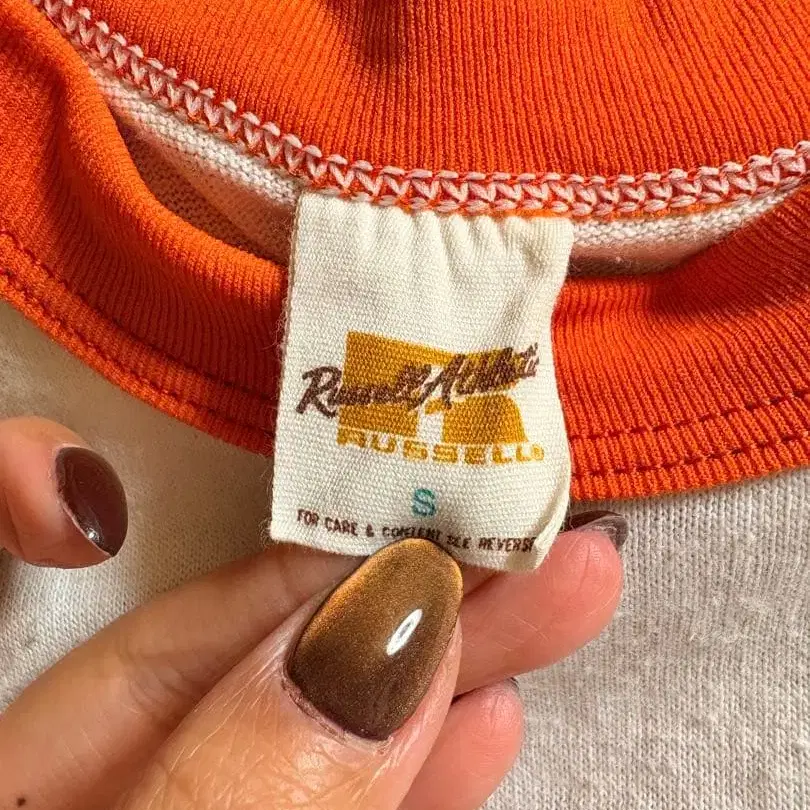 Russell Athletic
RUSSELL
S
FOR CARE & CONTENT SEE REVERSE